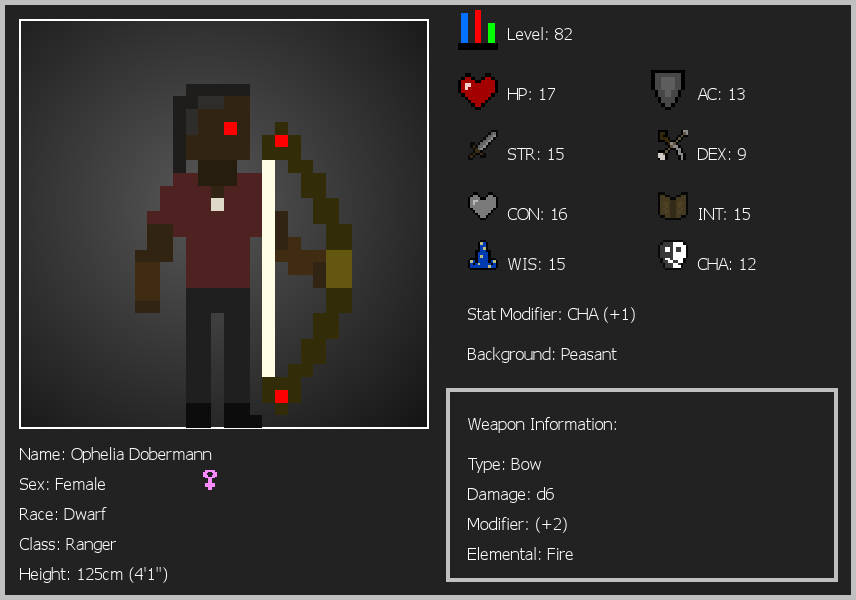 Level: 82
HP: 17
AC: 13
STR: 15
DEX: 9
CON: 16
INT: 15
WIS: 15
CHA: 12
Stat Modifier: CHA (+1)
Background: Peasant
Name: Ophelia Dobermann
Sex: Female
Race: Dwarf
Class: Ranger
Height: 125cm (4'1")
Weapon Information:
Type: Bow
Damage: d6
Modifier: (+2)
Elemental: Fire